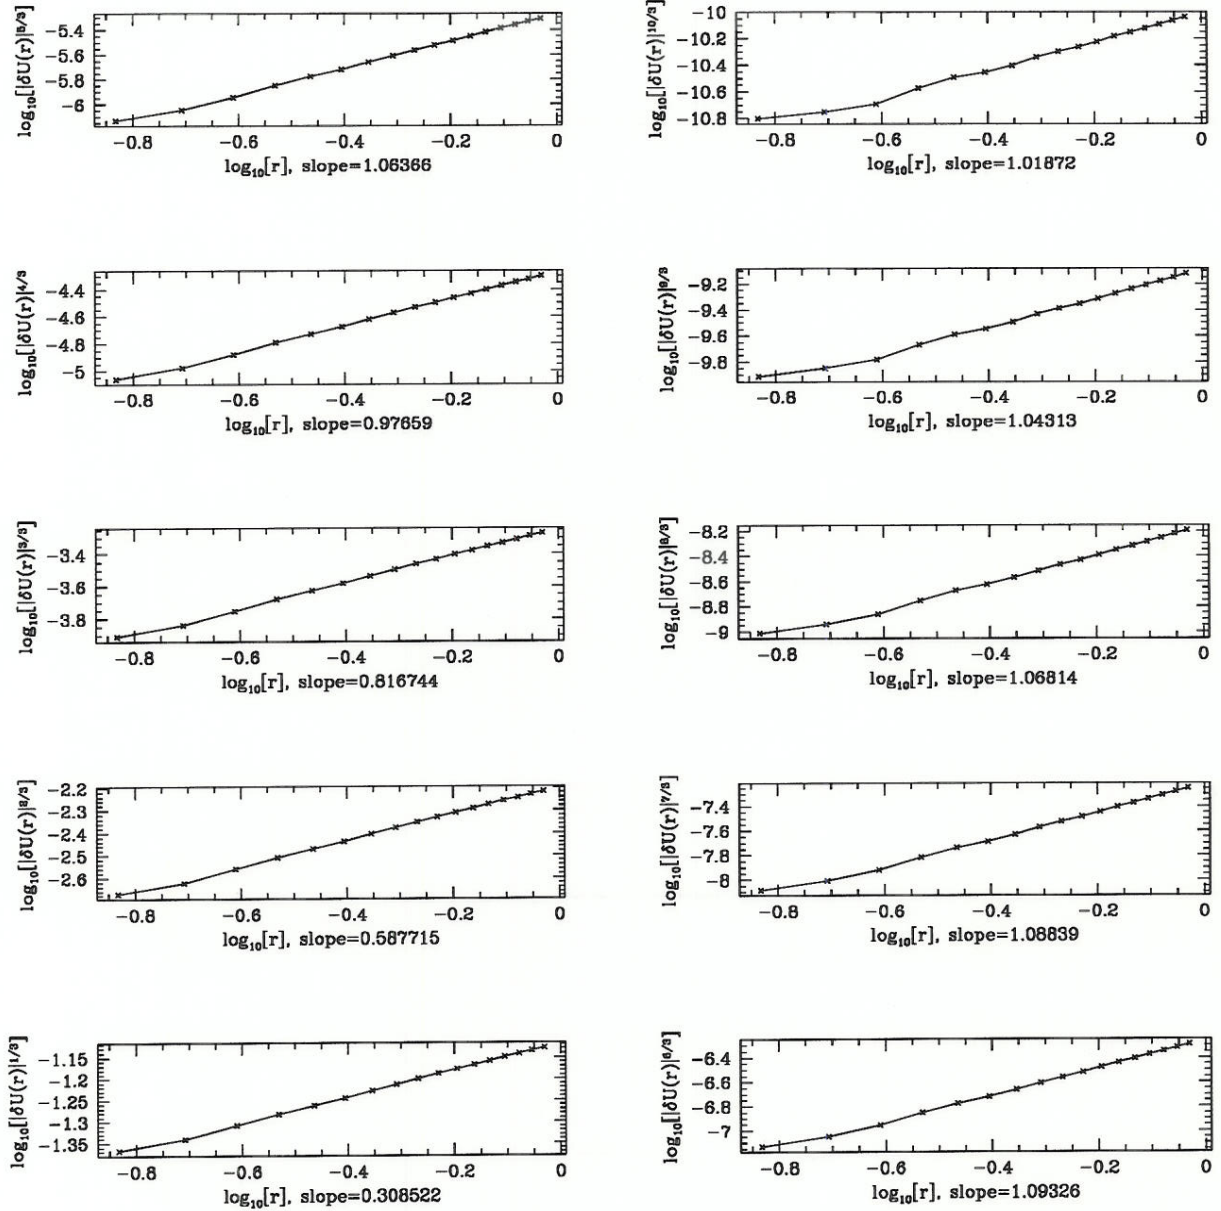 log₁₀[|δU(r)|^5/3]
−5.4
−5.6
−5.8
−6
−0.8 −0.6 −0.4 −0.2 0
log₁₀[r], slope=1.06366
log₁₀[|δU(r)|^10/3]
−10
−10.2
−10.4
−10.6
−10.8
−0.8 −0.6 −0.4 −0.2 0
log₁₀[r], slope=1.01872
log₁₀[|δU(r)|^4/3
−4.4
−4.6
−4.8
−5
−0.8 −0.6 −0.4 −0.2 0
log₁₀[r], slope=0.97659
log₁₀[|δU(r)|^9/3
−9.2
−9.4
−9.6
−9.8
−0.8 −0.6 −0.4 −0.2 0
log₁₀[r], slope=1.04313
log₁₀[|δU(r)|^3/3]
−3.4
−3.6
−3.8
−0.8 −0.6 −0.4 −0.2 0
log₁₀[r], slope=0.816744
log₁₀[|δU(r)|^8/3]
−8.2
−8.4
−8.6
−8.8
−9
−0.8 −0.6 −0.4 −0.2 0
log₁₀[r], slope=1.06814
log₁₀[|δU(r)|^2/3]
−2.2
−2.3
−2.4
−2.5
−2.6
−0.8 −0.6 −0.4 −0.2 0
log₁₀[r], slope=0.587715
log₁₀[|δU(r)|^7/3]
−7.4
−7.6
−7.8
−8
−0.8 −0.6 −0.4 −0.2 0
log₁₀[r], slope=1.08839
log₁₀[|δU(r)|^1/3]
−1.15
−1.2
−1.25
−1.3
−1.35
−0.8 −0.6 −0.4 −0.2 0
log₁₀[r], slope=0.308522
log₁₀[|δU(r)|^6/3]
−6.4
−6.6
−6.8
−7
−0.8 −0.6 −0.4 −0.2 0
log₁₀[r], slope=1.09326